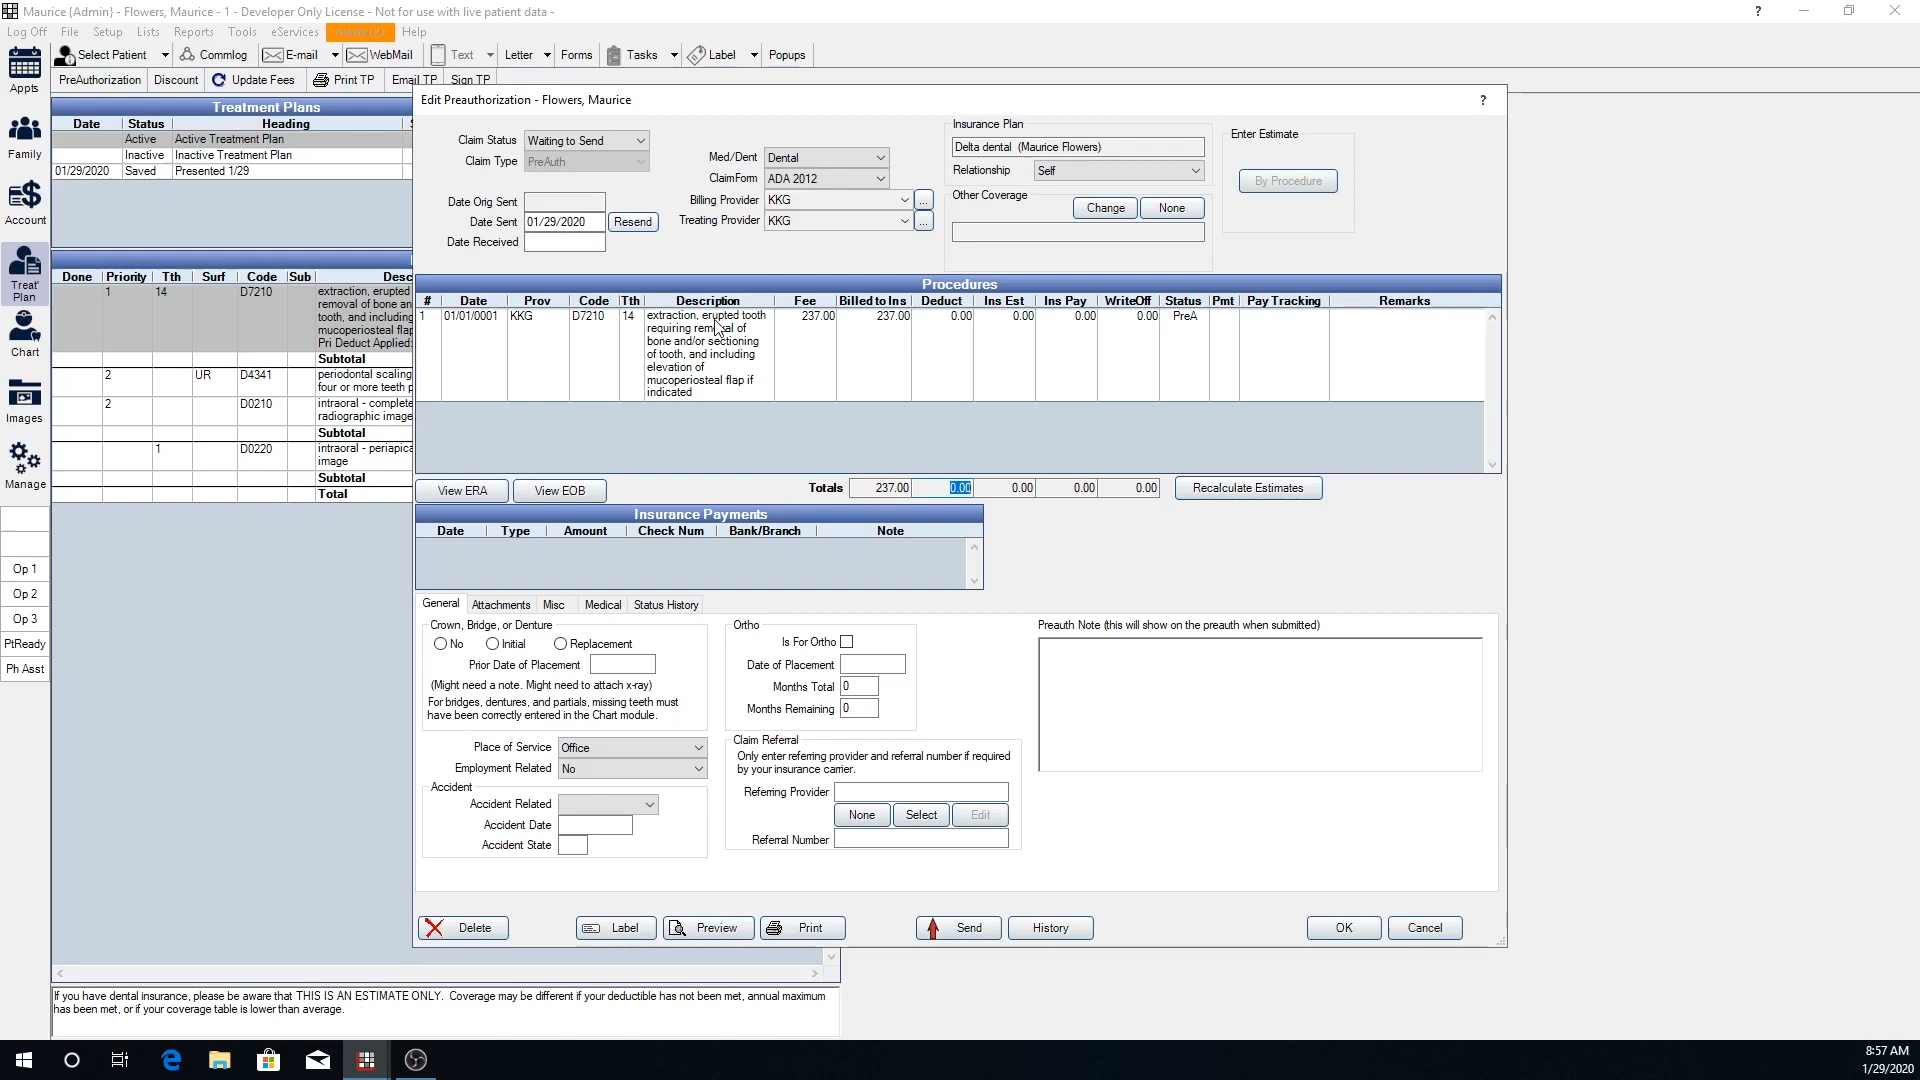 Maurice {Admin} - Flowers, Maurice - 1 - Developer Only License - Not for use with live patient data -
?
Log Off File Setup Lists Reports Tools eServices Alerts (2) Help
Select Patient Commlog E-mail WebMail Text Letter Forms Tasks Label Popups
PreAuthorization Discount Update Fees Print TP Email TP Sign TP
Appts
Family
Account
Treat'
Plan
Chart
Images
Manage
Op 1
Op 2
Op 3
PtReady
Ph Asst
Treatment Plans
Date Status Heading
Active Active Treatment Plan
Inactive Inactive Treatment Plan
01/29/2020 Saved Presented 1/29
Done Priority Tth Surf Code Sub Desc
1 14 D7210 extraction, erupted
removal of bone an
tooth, and including
mucoperiosteal flap
Pri Deduct Applied:
Subtotal
2 UR D4341 periodontal scaling
four or more teeth p
2 D0210 intraoral - complete
radiographic image
Subtotal
1 D0220 intraoral - periapica
image
Subtotal
Total
If you have dental insurance, please be aware that THIS IS AN ESTIMATE ONLY. Coverage may be different if your deductible has not been met, annual maximum
has been met, or if your coverage table is lower than average.
Edit Preauthorization - Flowers, Maurice
?
Claim Status Waiting to Send
Claim Type PreAuth
Date Orig Sent
Date Sent 01/29/2020 Resend
Date Received
Med/Dent Dental
ClaimForm ADA 2012
Billing Provider KKG ...
Treating Provider KKG ...
Insurance Plan
Delta dental (Maurice Flowers)
Relationship Self
Other Coverage
Change None
Enter Estimate
By Procedure
Procedures
# Date Prov Code Tth Description Fee Billed to Ins Deduct Ins Est Ins Pay WriteOff Status Pmt Pay Tracking Remarks
1 01/01/0001 KKG D7210 14 extraction, erupted tooth 237.00 237.00 0.00 0.00 0.00 0.00 PreA
requiring removal of
bone and/or sectioning
of tooth, and including
elevation of
mucoperiosteal flap if
indicated
View ERA View EOB Totals 237.00 0.00 0.00 0.00 0.00 Recalculate Estimates
Insurance Payments
Date Type Amount Check Num Bank/Branch Note
General Attachments Misc Medical Status History
Crown, Bridge, or Denture
No Initial Replacement
Prior Date of Placement
(Might need a note. Might need to attach x-ray)
For bridges, dentures, and partials, missing teeth must
have been correctly entered in the Chart module.
Place of Service Office
Employment Related No
Accident
Accident Related
Accident Date
Accident State
Ortho
Is For Ortho
Date of Placement
Months Total 0
Months Remaining 0
Claim Referral
Only enter referring provider and referral number if required
by your insurance carrier.
Referring Provider
None Select Edit
Referral Number
Preauth Note (this will show on the preauth when submitted)
Delete Label Preview Print Send History OK Cancel
8:57 AM
1/29/2020